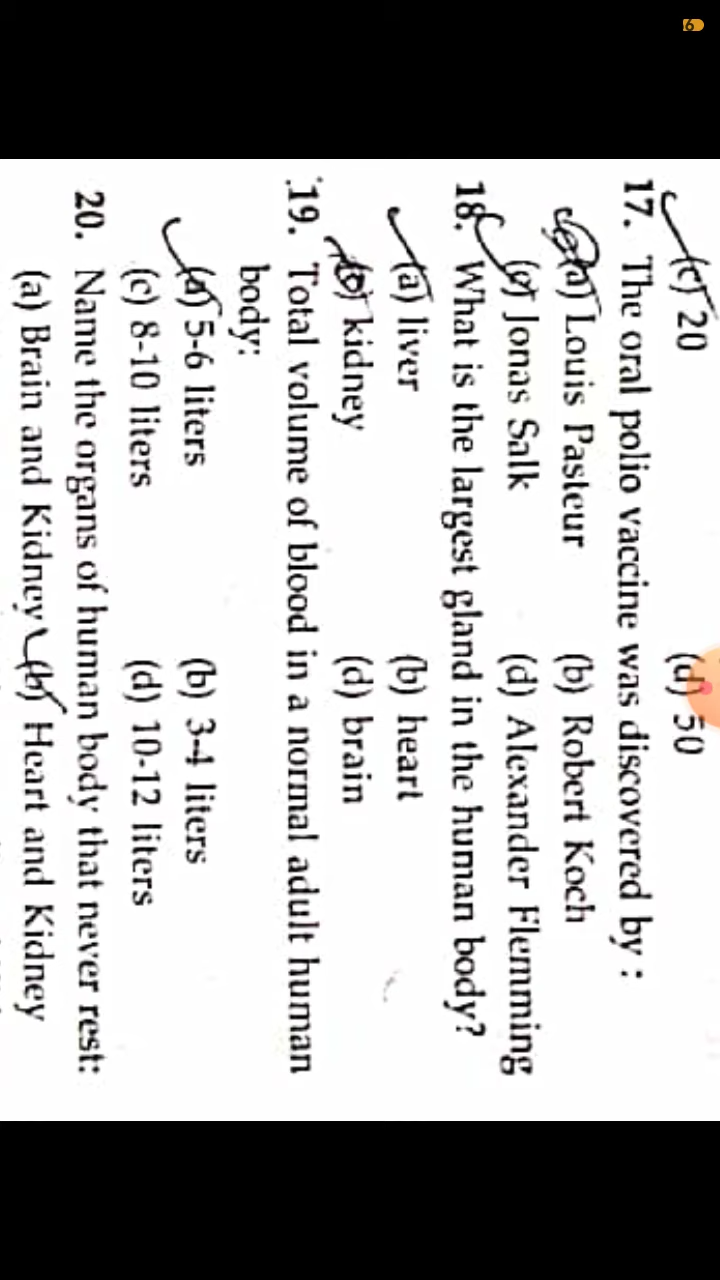 6
(c) 20 (d) 50
17. The oral polio vaccine was discovered by :
(a) Louis Pasteur (b) Robert Koch
(c) Jonas Salk (d) Alexander Flemming
18. What is the largest gland in the human body?
(a) liver (b) heart
kidney (d) brain
19. Total volume of blood in a normal adult human
body:
(a) 5-6 liters (b) 3-4 liters
(c) 8-10 liters (d) 10-12 liters
20. Name the organs of human body that never rest:
(a) Brain and Kidney (b) Heart and Kidney